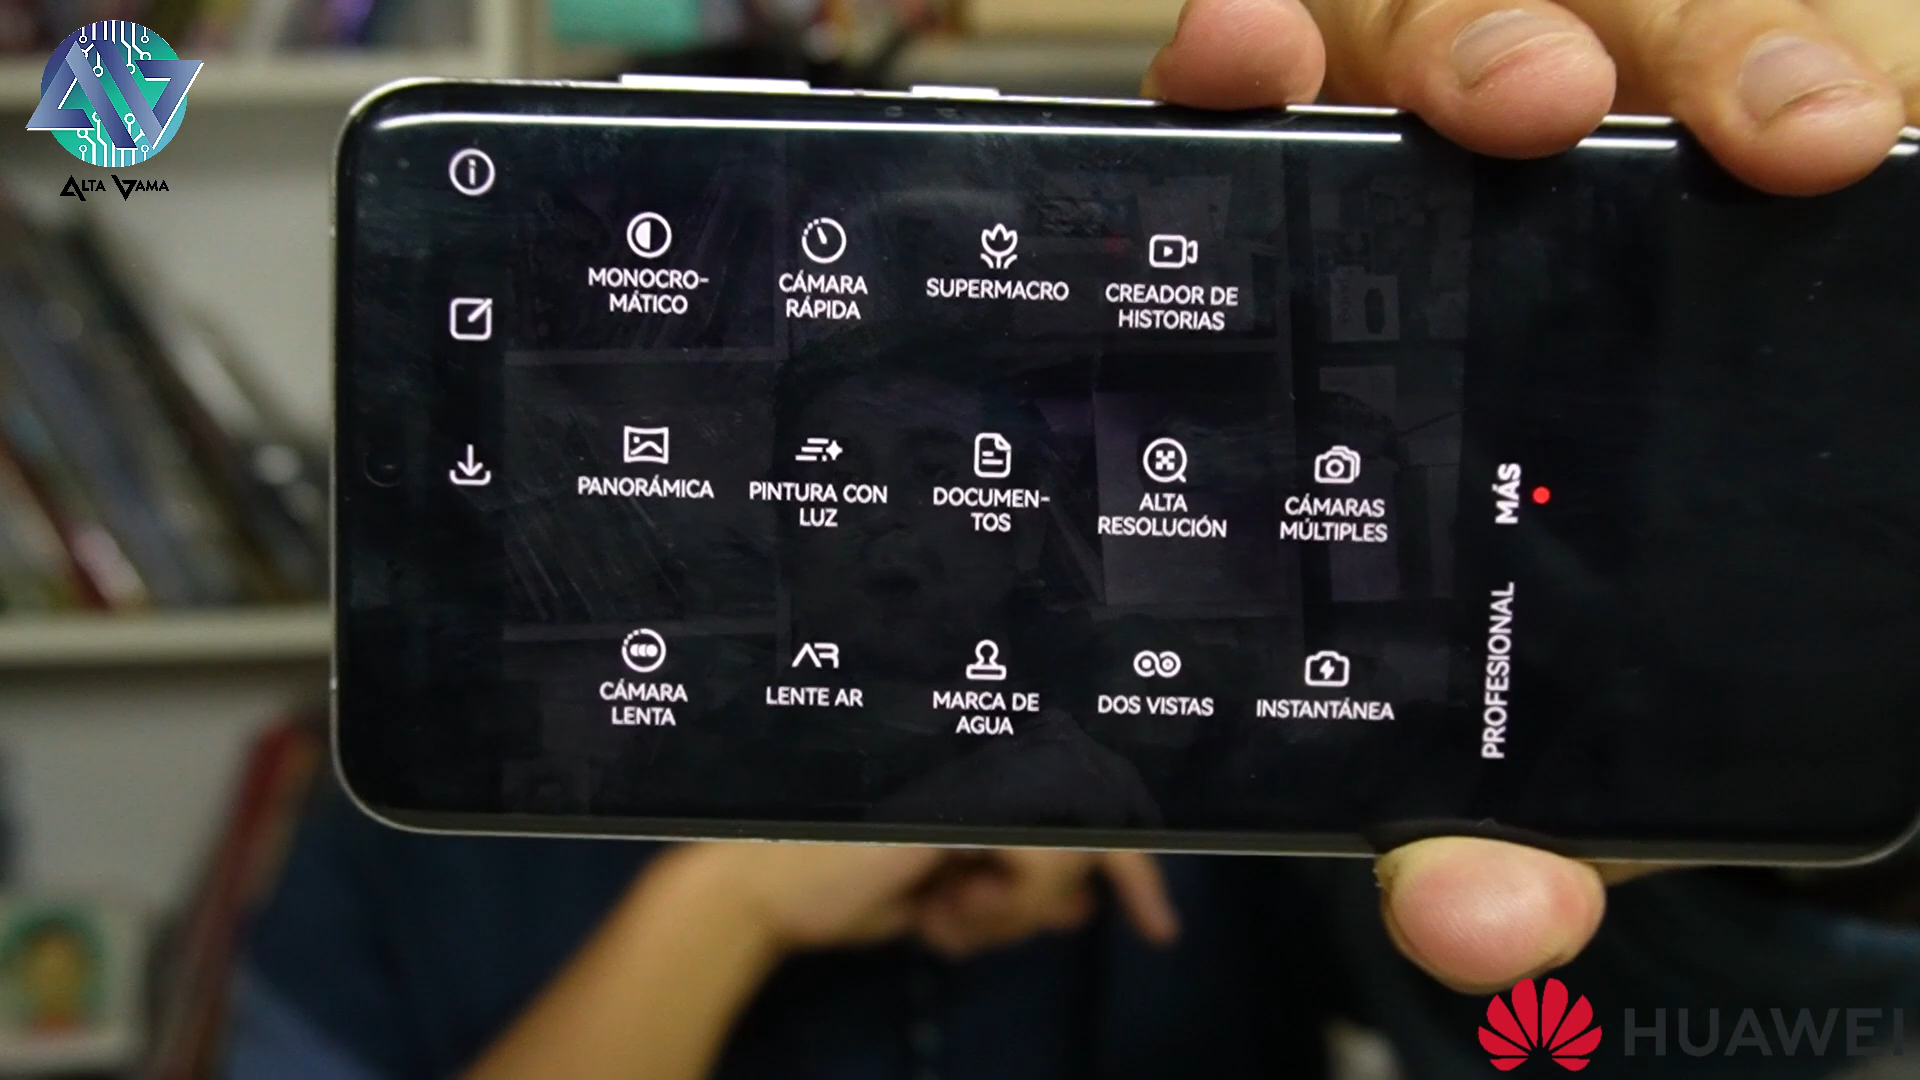 ALTA GAMA
MONOCRO-
MÁTICO
CÁMARA
RÁPIDA
SUPERMACRO
CREADOR DE
HISTORIAS
PANORÁMICA
PINTURA CON
LUZ
DOCUMEN-
TOS
ALTA
RESOLUCIÓN
CÁMARAS
MÚLTIPLES
CÁMARA
LENTA
AR
LENTE AR
MARCA DE
AGUA
DOS VISTAS
INSTANTÁNEA
MÁS
PROFESIONAL
HUAWEI